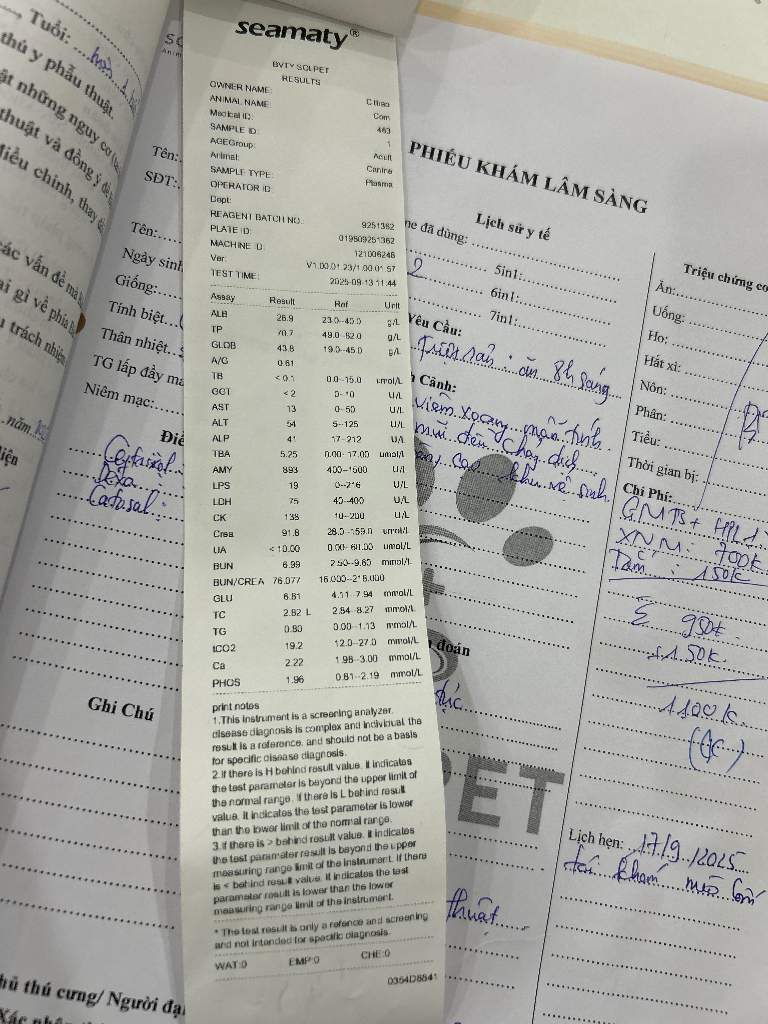 seamaty®
BVTY SOLPET
RESULTS
OWNER NAME:
ANIMAL NAME: C thao
Medical ID: Com
SAMPLE ID: 463
AGEGroup: 1
Animal: Adult
SAMPLE TYPE: Canine
OPERATOR ID: Plasma
Dept:
REAGENT BATCH NO.: 9251362
PLATE ID: 019809251362
MACHINE ID: 121006246
Ver: V1.00.01.23/1.00.01.57
TEST TIME: 2025-09-13 11:44
Assay Result Ref Unit
ALB 26.9 23.0--45.0 g/L
TP 70.7 49.0--82.0 g/L
GLOB 43.8 19.0--45.0 g/L
A/G 0.61
TB < 0.1 0.0--15.0 umol/L
GGT < 2 0--10 U/L
AST 13 0--50 U/L
ALT 54 5--125 U/L
ALP 41 17--212 U/L
TBA 5.25 0.00--17.00 umol/L
AMY 893 400--1500 U/l
LPS 19 0--216 U/L
LDH 75 40--400 U/L
CK 138 10--200 U/L
Crea 91.8 26.0--159.0 umol/L
UA < 10.00 0.00--60.00 umol/L
BUN 6.99 2.50--9.60 mmol/L
BUN/CREA 76.077 16.000--218.000
GLU 6.81 4.11--7.94 mmol/L
TC 2.82 L 2.84--8.27 mmol/L
TG 0.80 0.00--1.13 mmol/L
tCO2 19.2 12.0--27.0 mmol/L
Ca 2.22 1.98--3.00 mmol/L
PHOS 1.96 0.81--2.19 mmol/L
print notes
1.This instrument is a screening analyzer.
disease diagnosis is complex and individual, the
result is a reference, and should not be a basis
for specific disease diagnosis.
2.if there is H behind result value. It indicates
the test parameter is beyond the upper limit of
the normal range. If there is L behind result
value, it indicates the test parameter is lower
than the lower limit of the normal range.
3.if there is > behind result value. it indicates
the test parameter result is beyond the upper
measuring range limit of the instrument. If there
is < behind result value. It indicates the test
parameter result is lower than the lower
measuring range limit of the instrument.
* The test result is only a refence and screening
and not intended for specific diagnosis.
WAT:0 EMP:0 CHE:0
0354D8841
Tuổi:
thú y phẫu thuật.
ật những nguy cơ
thuật và đồng ý để
điều chỉnh, thay
các vấn đề mà
ai gì về phía
trách nhiệm
năm
Tên:
SĐT:
Tên:
Ngày sinh
Giống:
Tính biệt
Thân nhiệt
TG lấp đầy ma
Niêm mạc:
Điề
Dexa
Catosal:
Ghi Chú
hủ thú cưng/ Người đạ
PHIẾU KHÁM LÂM SÀNG
Lịch sử y tế
ne đã dùng:
2
5in1:
6in1:
7in1:
Yêu Cầu:
Triệt sản: ăn 8h sáng
Cảnh:
viêm xoang mãn tính
mũi đen chảy dịch
cạo khu vệ sinh
đoán
đực
PET
thuật
Triệu chứng cơ
Ăn:
Uống:
Ho:
Hắt xì:
Nôn:
Phân:
Tiểu:
Thời gian bị:
Chi Phí:
XNM: 700k
Tắm: 150k
Σ 950k
+150k
1100k
Lịch hẹn: 17/9/2025
tái khám